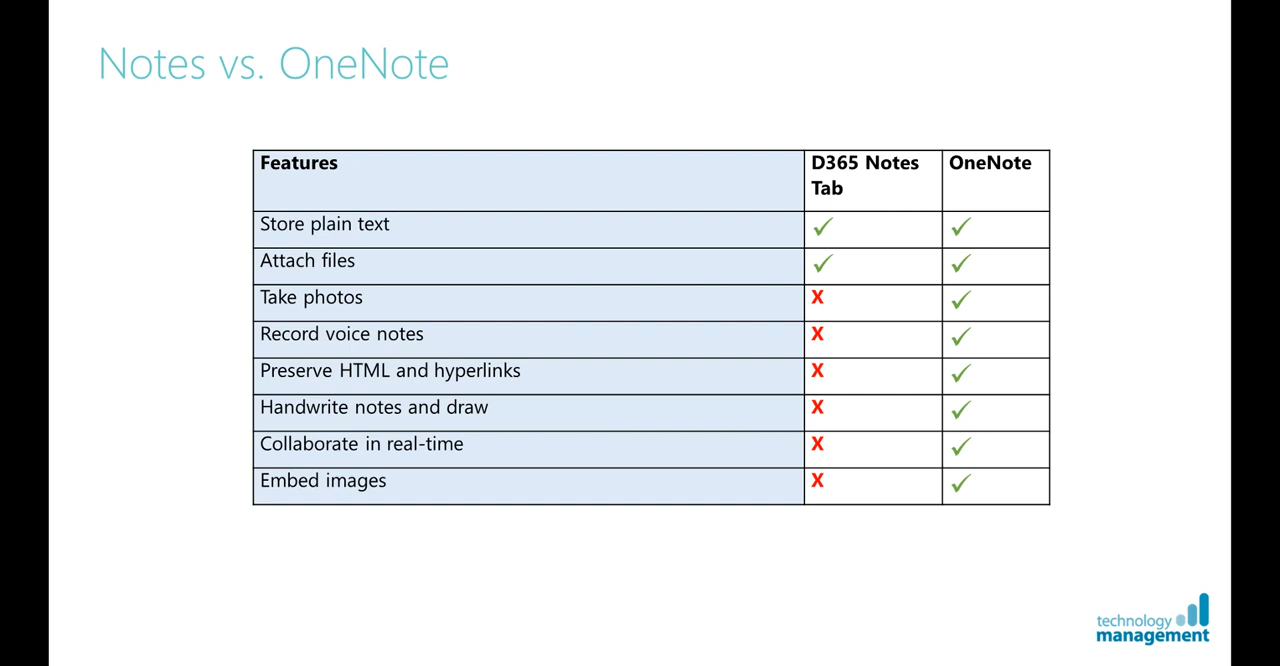 Notes vs. OneNote
Features
D365 Notes
Tab
OneNote
Store plain text ✓ ✓
Attach files ✓ ✓
Take photos X ✓
Record voice notes X ✓
Preserve HTML and hyperlinks X ✓
Handwrite notes and draw X ✓
Collaborate in real-time X ✓
Embed images X ✓
technology
management